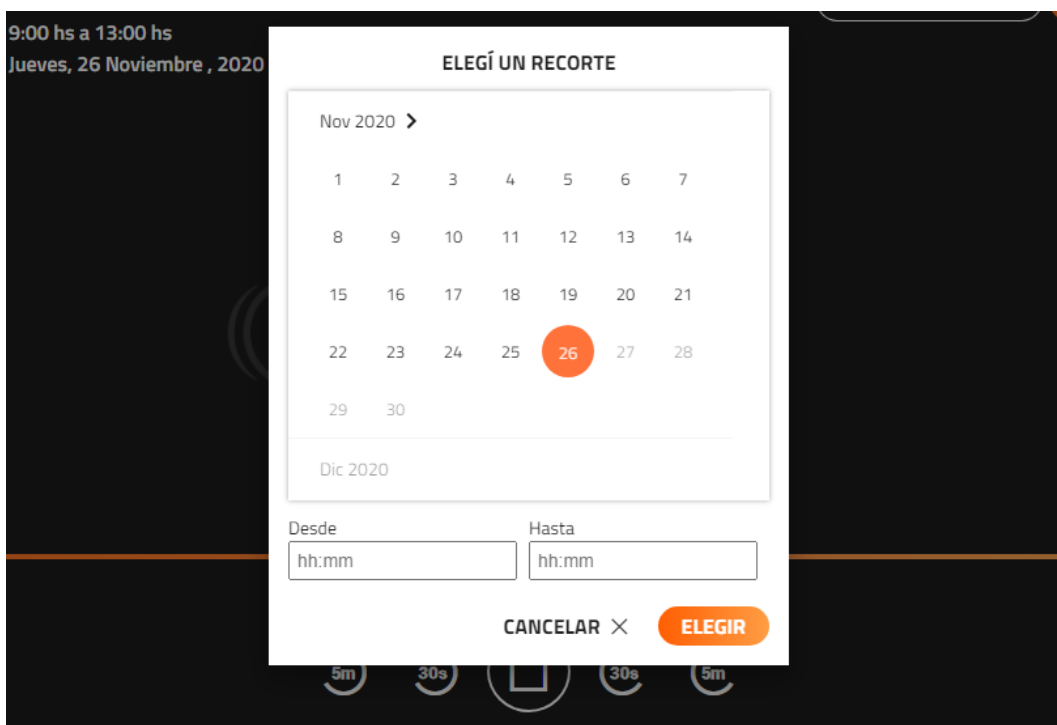 9:00 hs a 13:00 hs
Jueves, 26 Noviembre , 2020
ELEGÍ UN RECORTE
Nov 2020
1 2 3 4 5 6 7
8 9 10 11 12 13 14
15 16 17 18 19 20 21
22 23 24 25 26 27 28
29 30
Dic 2020
Desde Hasta
hh:mm hh:mm
CANCELAR ELEGIR
5m 30s 30s 5m